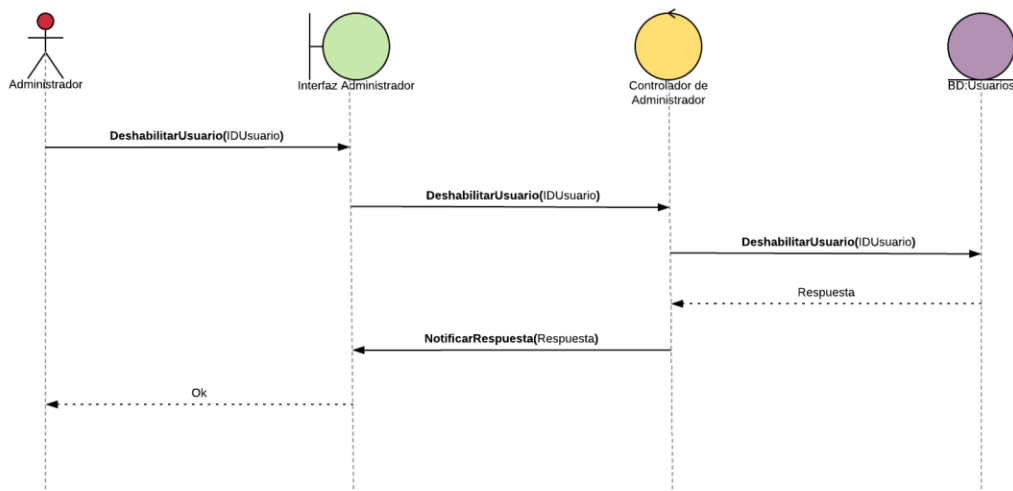 Administrador
Interfaz Administrador
Controlador de
Administrador
BD:Usuarios
DeshabilitarUsuario(IDUsuario)
DeshabilitarUsuario(IDUsuario)
DeshabilitarUsuario(IDUsuario)
Respuesta
NotificarRespuesta(Respuesta)
Ok